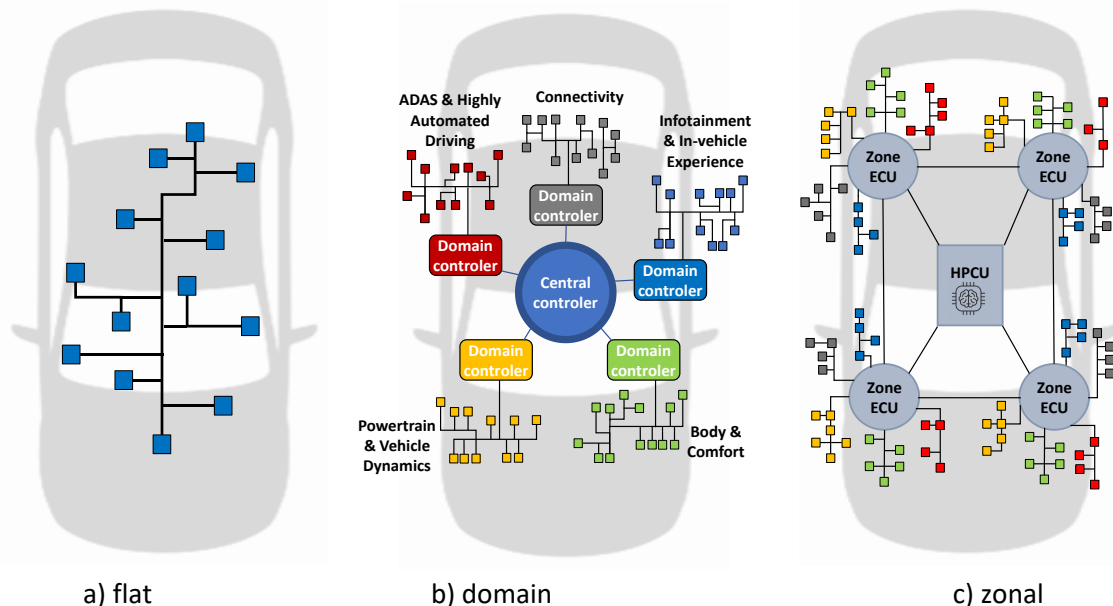 ADAS & Highly
Automated
Driving
Connectivity
Infotainment
& In-vehicle
Experience
Domain
controler
Domain
controler
Domain
controler
Central
controler
Domain
controler
Domain
controler
Powertrain
& Vehicle
Dynamics
Body &
Comfort
Zone
ECU
Zone
ECU
HPCU
Zone
ECU
Zone
ECU
a) flat
b) domain
c) zonal